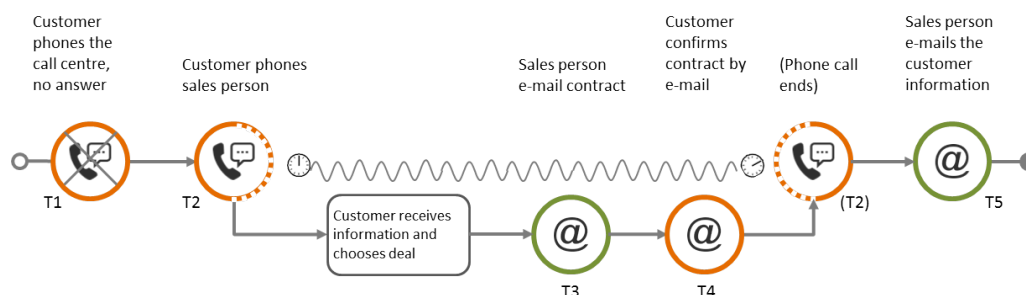 Customer
phones the
call centre,
no answer
Customer phones
sales person
Sales person
e-mail contract
Customer
confirms
contract by
e-mail
(Phone call
ends)
Sales person
e-mails the
customer
information
T1
T2
(T2)
@
T5
Customer receives
information and
chooses deal
@
T3
@
T4